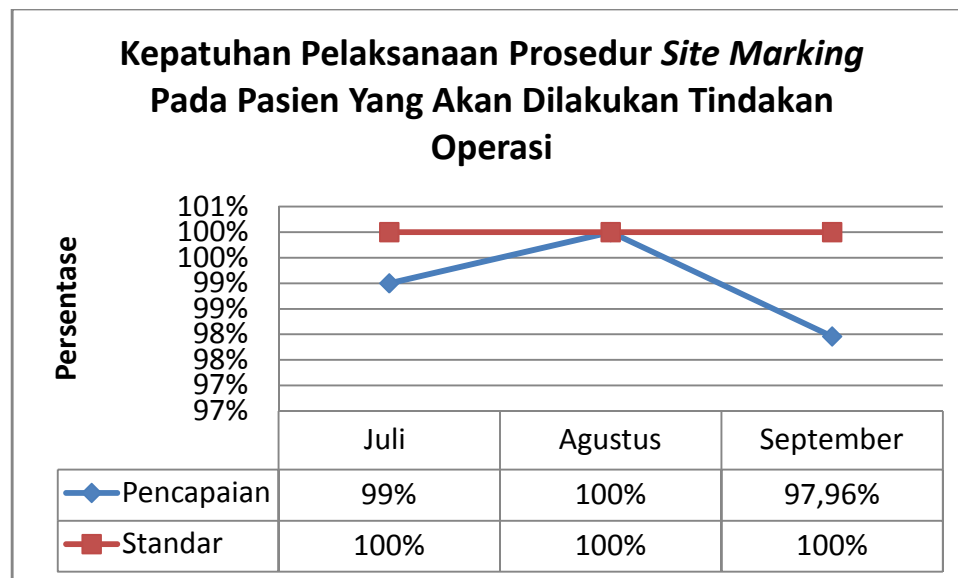 Kepatuhan Pelaksanaan Prosedur Site Marking
Pada Pasien Yang Akan Dilakukan Tindakan
Operasi
Persentase
101%
100%
100%
99%
99%
98%
98%
97%
97%
Juli Agustus September
Pencapaian 99% 100% 97,96%
Standar 100% 100% 100%